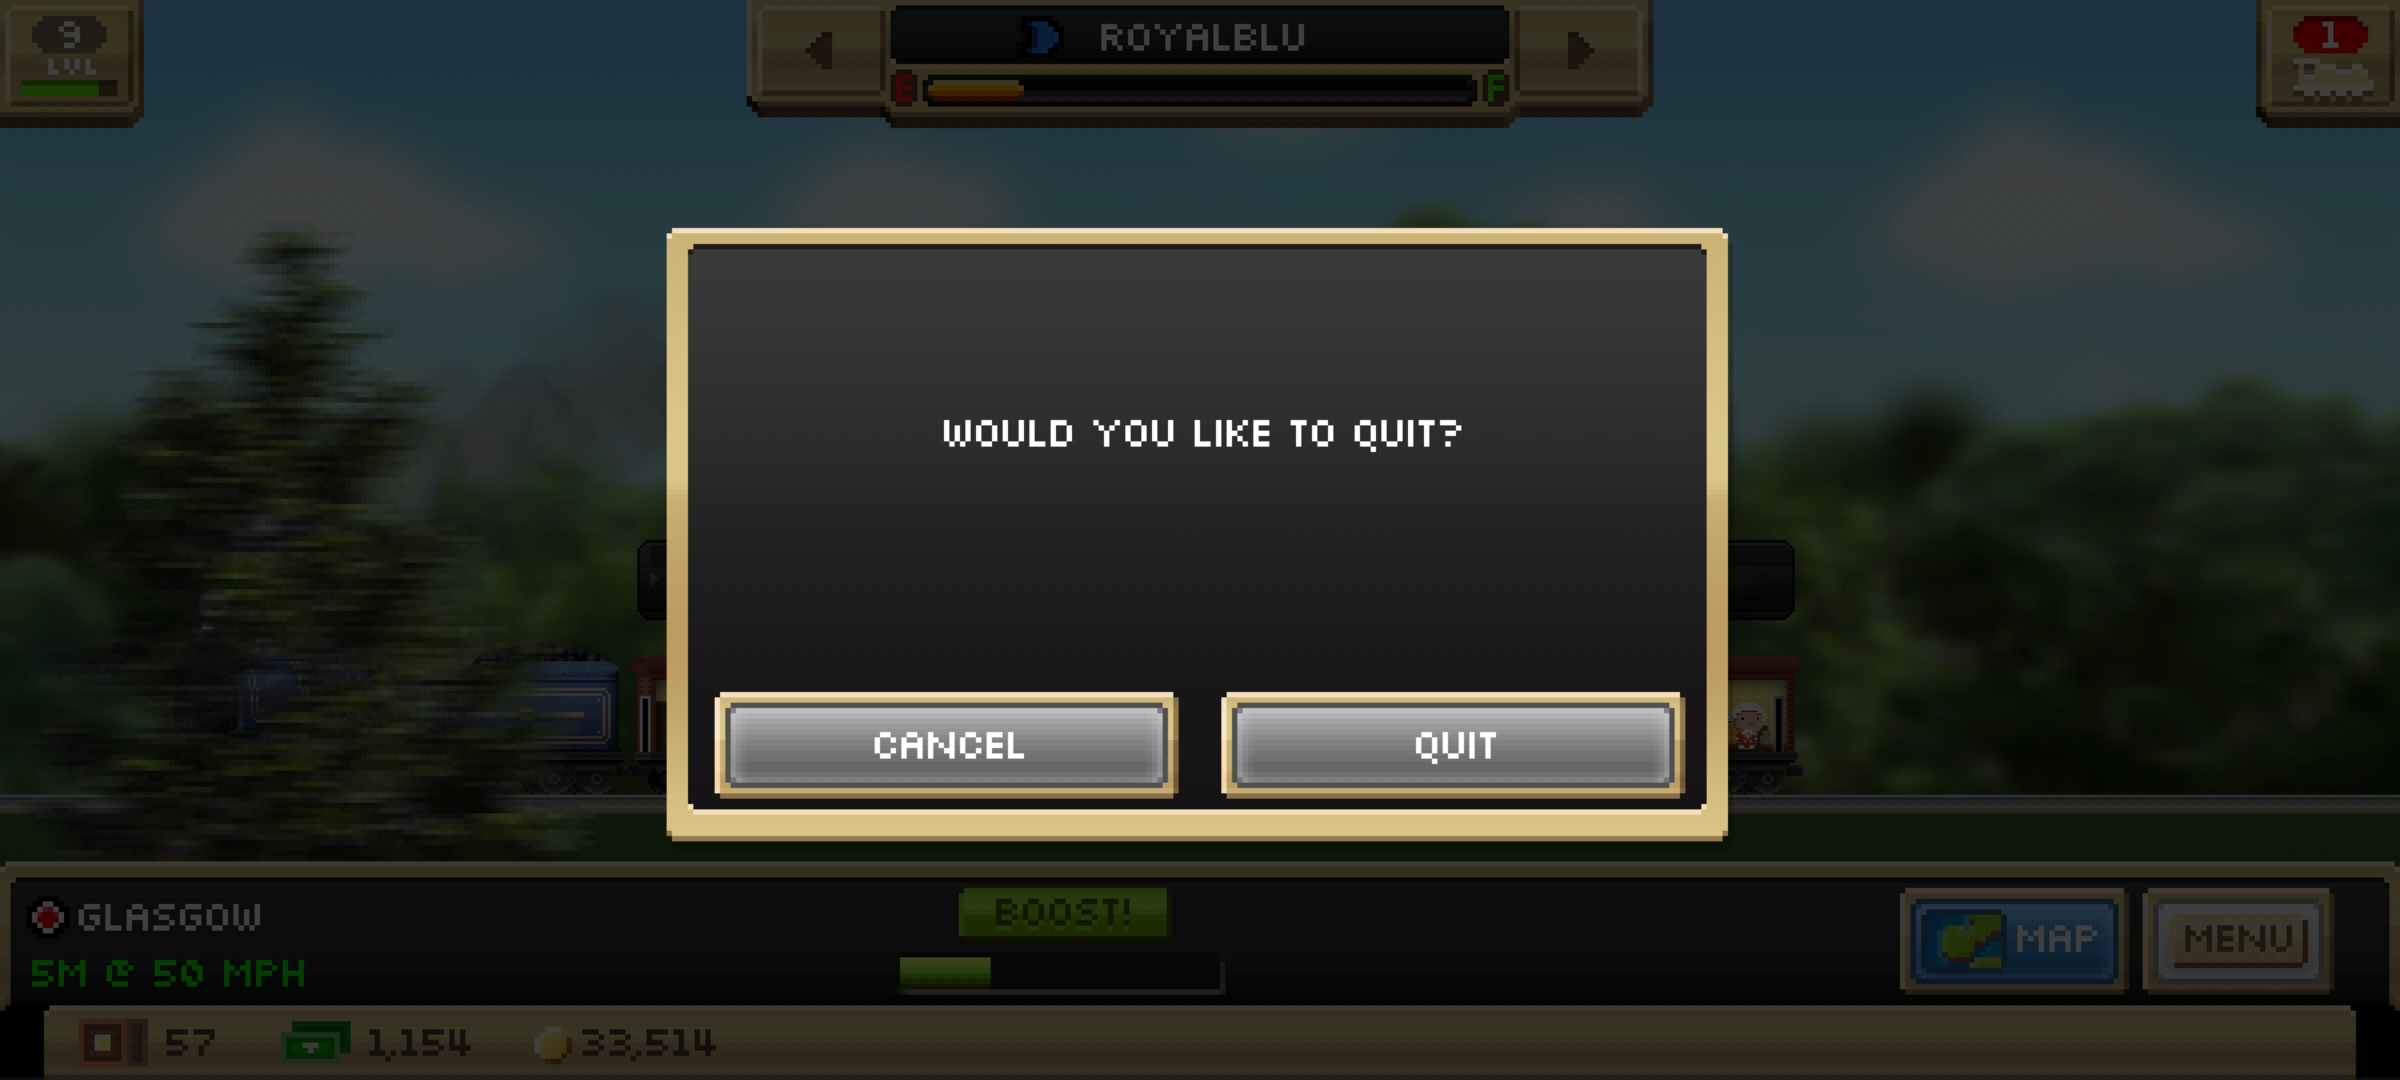 9
LVL
ROYALBLU
E F
1
WOULD YOU LIKE TO QUIT?
CANCEL
QUIT
GLASGOW
5M @ 50 MPH
BOOST!
MAP
MENU
57
1,154
33,514